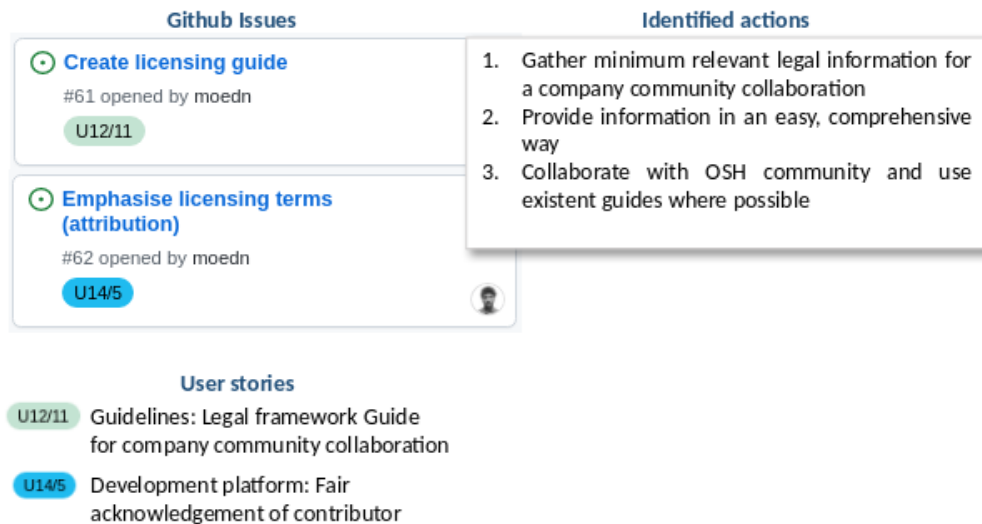 Github Issues
Create licensing guide
#61 opened by moedn
U12/11
Emphasise licensing terms
(attribution)
#62 opened by moedn
U14/5
Identified actions
1. Gather minimum relevant legal information for
a company community collaboration
2. Provide information in an easy, comprehensive
way
3. Collaborate with OSH community and use
existent guides where possible
User stories
U12/11 Guidelines: Legal framework Guide
for company community collaboration
U14/5 Development platform: Fair
acknowledgement of contributor